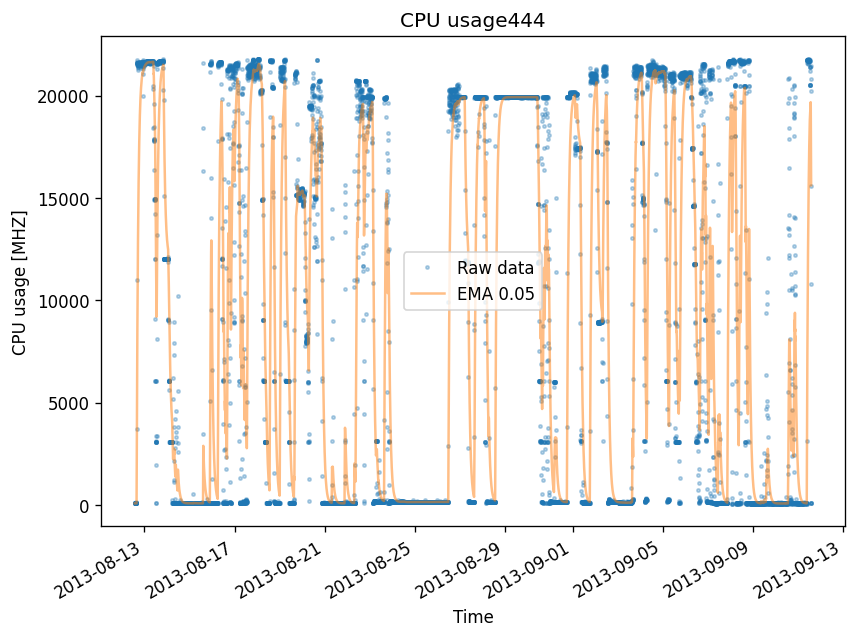 CPU usage444
CPU usage [MHZ]
20000
15000
10000
5000
0
Raw data
EMA 0.05
2013-08-13
2013-08-17
2013-08-21
2013-08-25
2013-08-29
2013-09-01
2013-09-05
2013-09-09
2013-09-13
Time